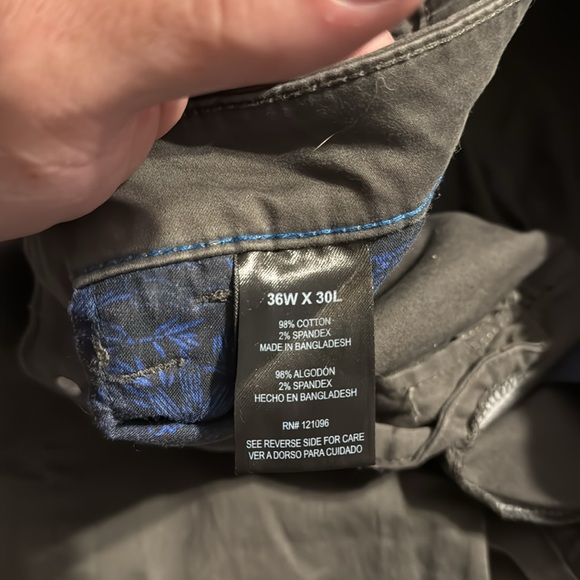 36W X 30L
98% COTTON
2% SPANDEX
MADE IN BANGLADESH
98% ALGODÓN
2% SPANDEX
HECHO EN BANGLADESH
RN# 121096
SEE REVERSE SIDE FOR CARE
VER A DORSO PARA CUIDADO